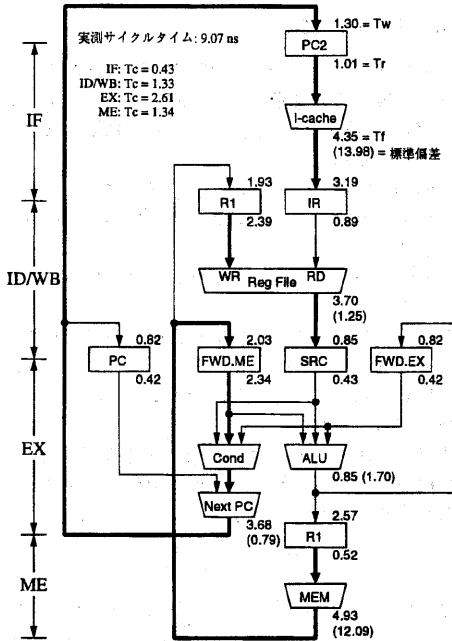 実測サイクルタイム: 9.07 ns
IF: Tc = 0.43
ID/WB: Tc = 1.33
EX: Tc = 2.61
ME: Tc = 1.34
1.30 = Tw
PC2
1.01 = Tr
IF
I-cache
4.35 = Tf
(13.98) = 標準偏差
1.93
R1
2.39
3.19
IR
0.89
ID/WB
WR
RD
Reg File
3.70
(1.25)
0.82
PC
0.42
2.03
FWD.ME
2.34
0.85
SRC
0.43
0.82
FWD.EX
0.42
EX
Cond
ALU
0.85 (1.70)
Next PC
3.68
(0.79)
2.57
R1
0.52
ME
MEM
4.93
(12.09)